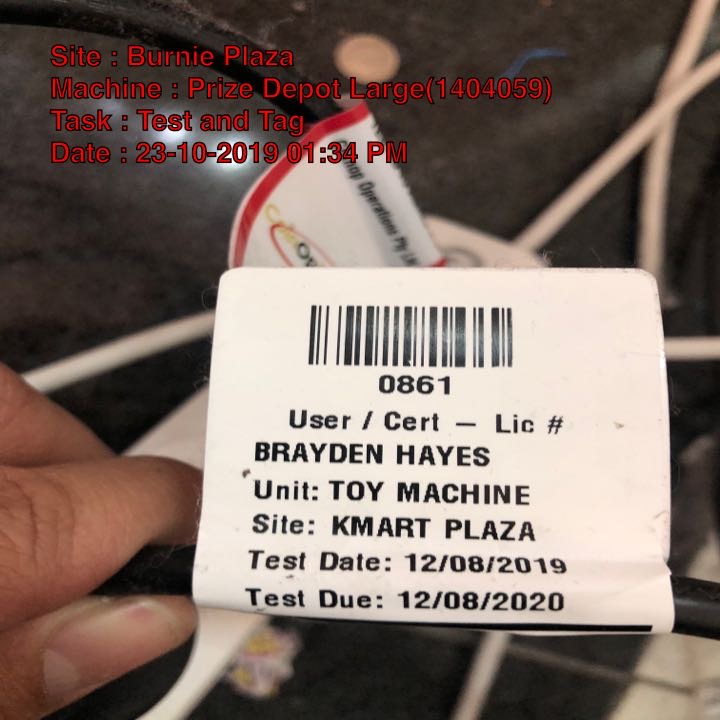 Site : Burnie Plaza
Machine : Prize Depot Large(1404059)
Task : Test and Tag
Date : 23-10-2019 01:34 PM
Operations Pty
0861
User / Cert – Lic #
BRAYDEN HAYES
Unit: TOY MACHINE
Site: KMART PLAZA
Test Date: 12/08/2019
Test Due: 12/08/2020